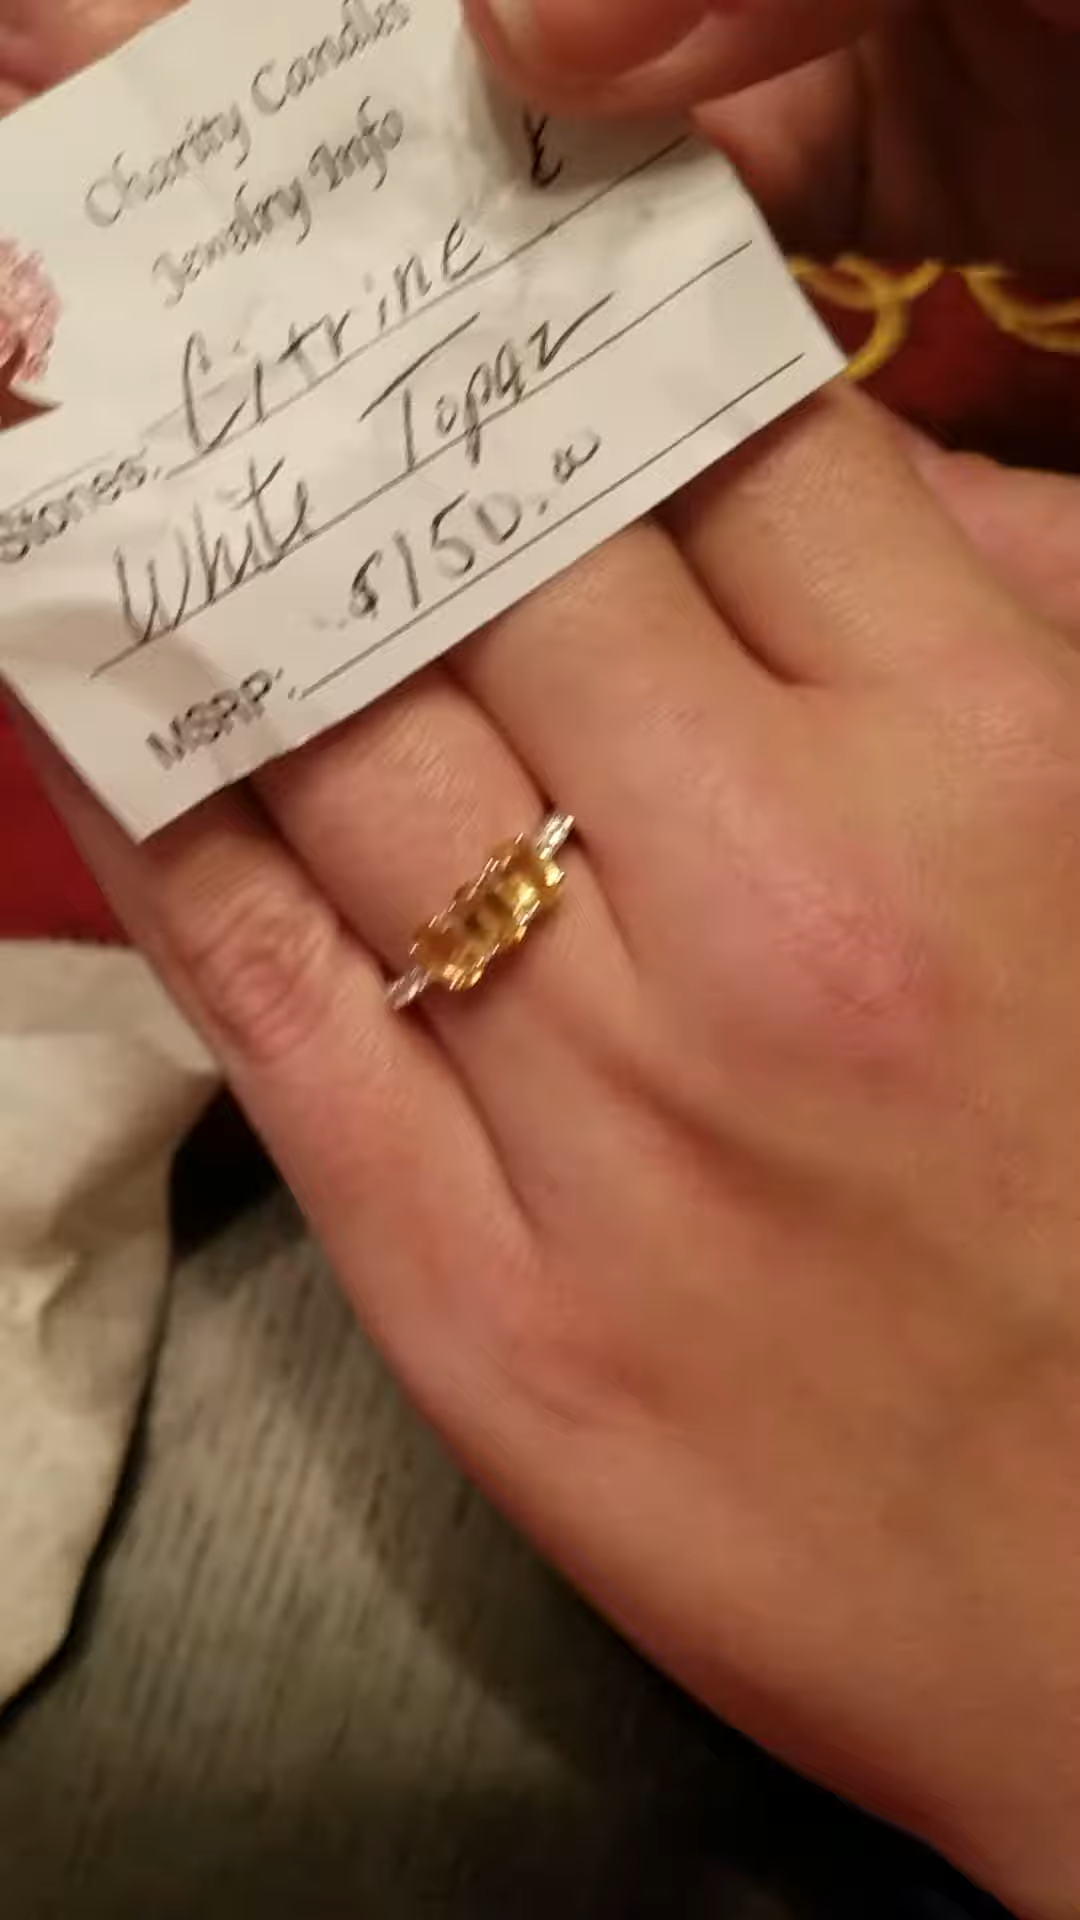 Charity Candles
Jewelry Info
Stones: Citrine &
White Topaz
MSRP: $150.00